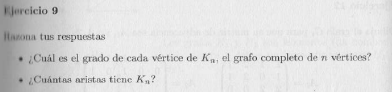 Ejercicio 9
Razona tus respuestas
• ¿Cuál es el grado de cada vértice de Kₙ, el grafo completo de n vértices?
• ¿Cuántas aristas tiene Kₙ?